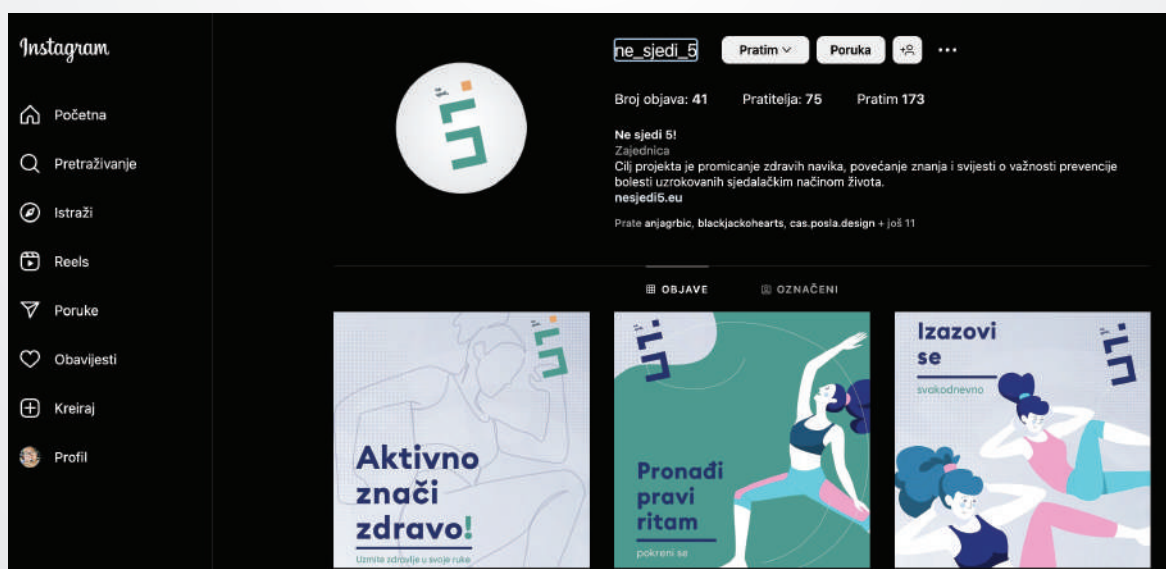 Instagram
Početna
Pretraživanje
Istraži
Reels
Poruke
Obavijesti
Kreiraj
Profil
ne_sjedi_5
Pratim
Poruka
Broj objava: 41 Pratitelja: 75 Pratim 173
Ne sjedi 5!
Zajednica
Cilj projekta je promicanje zdravih navika, povećanje znanja i svijesti o važnosti prevencije
bolesti uzrokovanih sjedalačkim načinom života.
nesjedi5.eu
Prate anjagrbic, blackjackohearts, cas.posla.design + još 11
OBJAVE
OZNAČENI
Aktivno
znači
zdravo!
Uzmite zdravlje u svoje ruke
Pronađi
pravi
ritam
pokreni se
Izazovi
se
svakodnevno